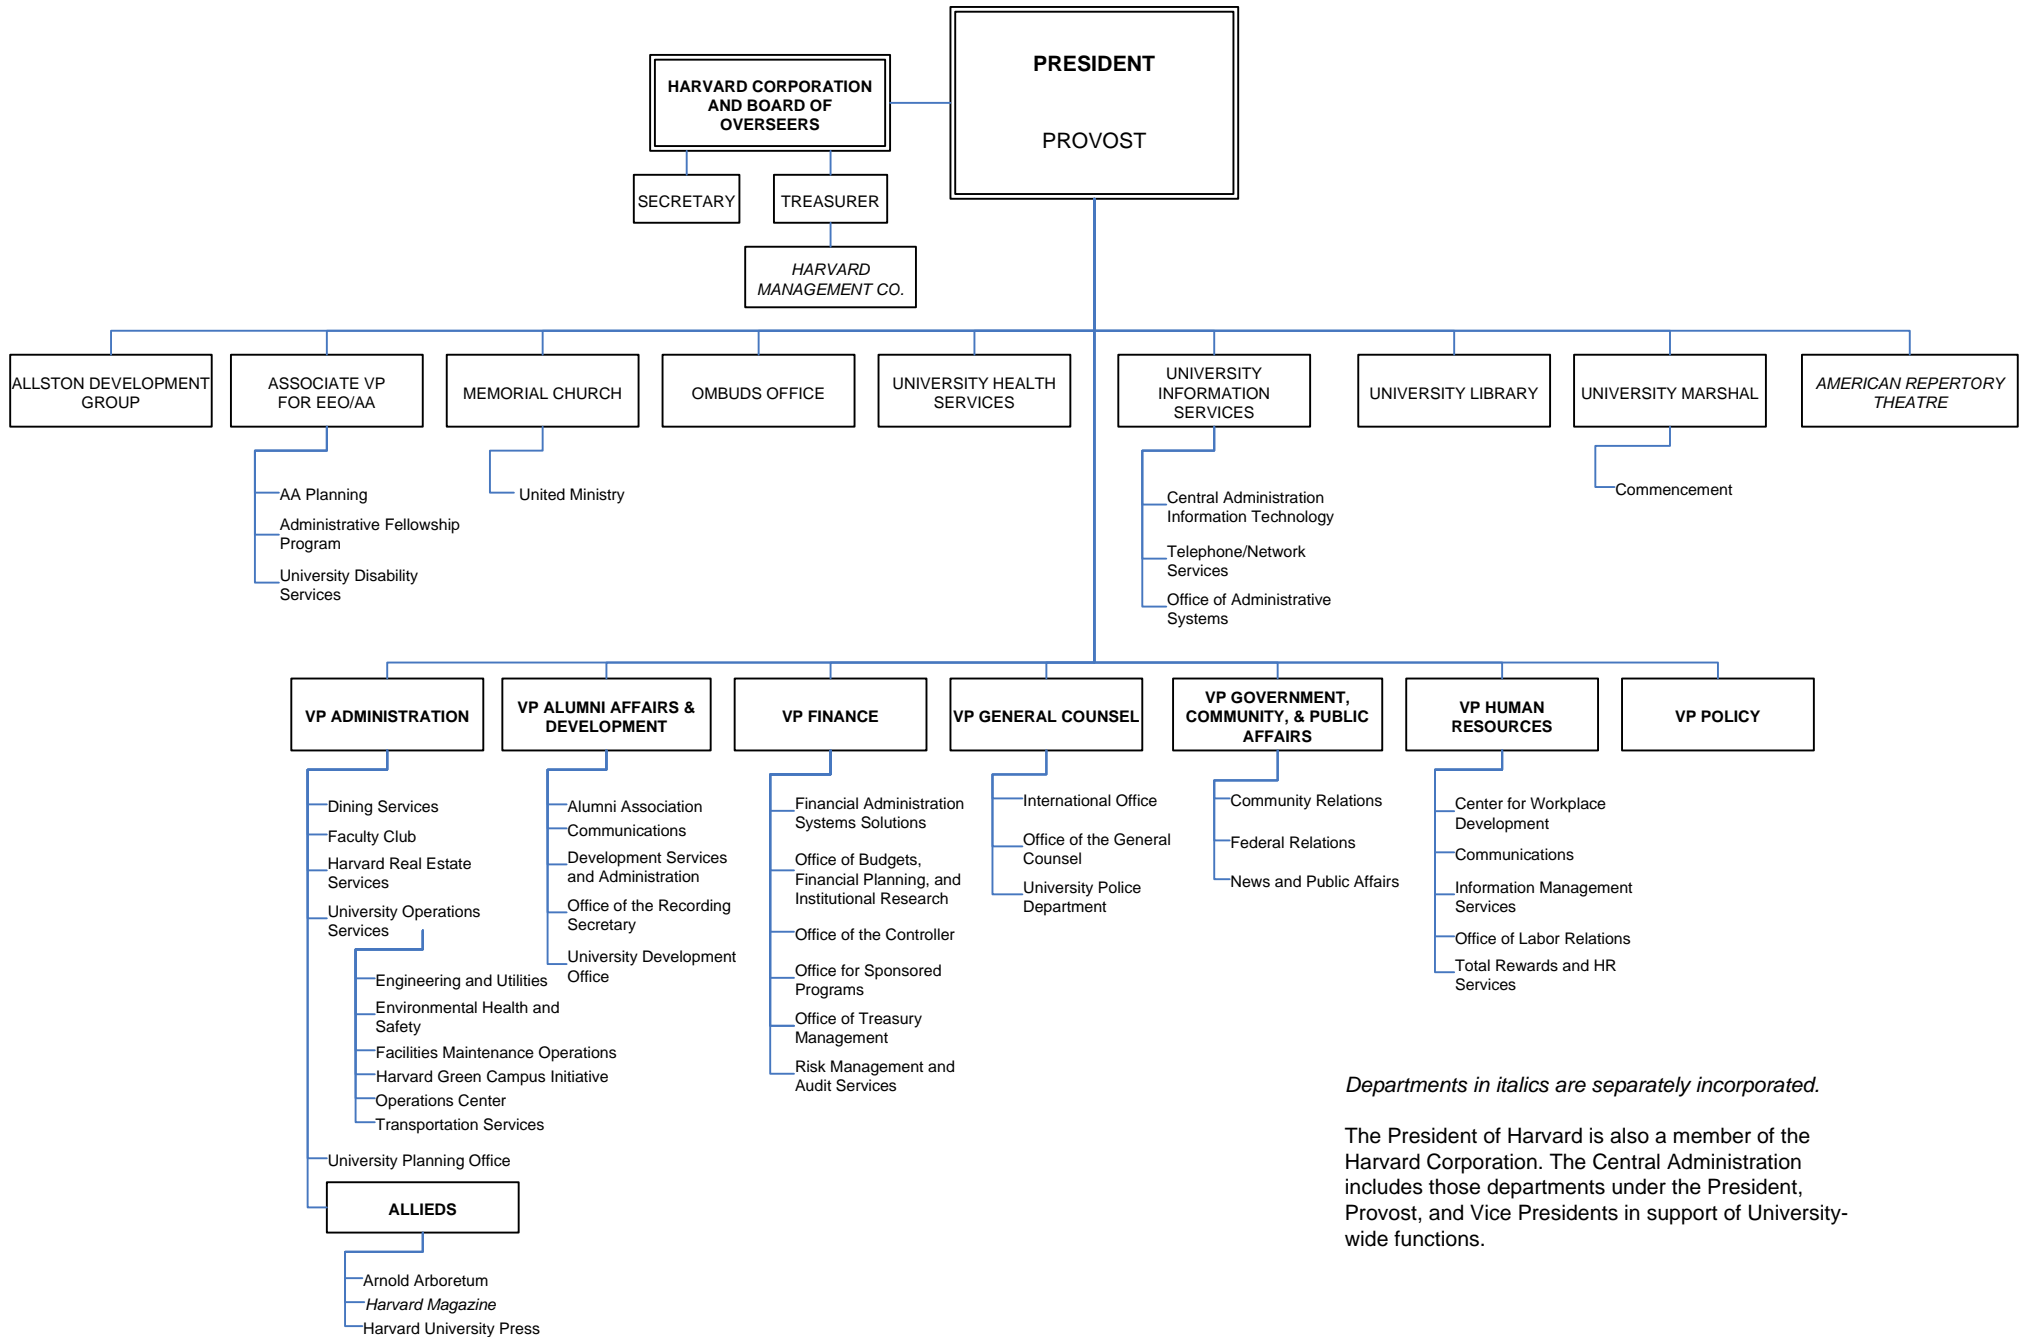 PRESIDENT
PROVOST
HARVARD CORPORATION
AND BOARD OF
OVERSEERS
SECRETARY
TREASURER
HARVARD
MANAGEMENT CO.
ALLSTON DEVELOPMENT
GROUP
ASSOCIATE VP
FOR EEO/AA
MEMORIAL CHURCH
OMBUDS OFFICE
UNIVERSITY HEALTH
SERVICES
UNIVERSITY
INFORMATION
SERVICES
UNIVERSITY LIBRARY
UNIVERSITY MARSHAL
AMERICAN REPERTORY
THEATRE
AA Planning
Administrative Fellowship
Program
University Disability
Services
United Ministry
Central Administration
Information Technology
Telephone/Network
Services
Office of Administrative
Systems
Commencement
VP ADMINISTRATION
VP ALUMNI AFFAIRS &
DEVELOPMENT
VP FINANCE
VP GENERAL COUNSEL
VP GOVERNMENT,
COMMUNITY, & PUBLIC
AFFAIRS
VP HUMAN
RESOURCES
VP POLICY
Dining Services
Faculty Club
Harvard Real Estate
Services
University Operations
Services
Engineering and Utilities
Environmental Health and
Safety
Facilities Maintenance Operations
Harvard Green Campus Initiative
Operations Center
Transportation Services
University Planning Office
ALLIEDS
Arnold Arboretum
Harvard Magazine
Harvard University Press
Alumni Association
Communications
Development Services
and Administration
Office of the Recording
Secretary
University Development
Office
Financial Administration
Systems Solutions
Office of Budgets,
Financial Planning, and
Institutional Research
Office of the Controller
Office for Sponsored
Programs
Office of Treasury
Management
Risk Management and
Audit Services
International Office
Office of the General
Counsel
University Police
Department
Community Relations
Federal Relations
News and Public Affairs
Center for Workplace
Development
Communications
Information Management
Services
Office of Labor Relations
Total Rewards and HR
Services
Departments in italics are separately incorporated.
The President of Harvard is also a member of the
Harvard Corporation. The Central Administration
includes those departments under the President,
Provost, and Vice Presidents in support of University-
wide functions.